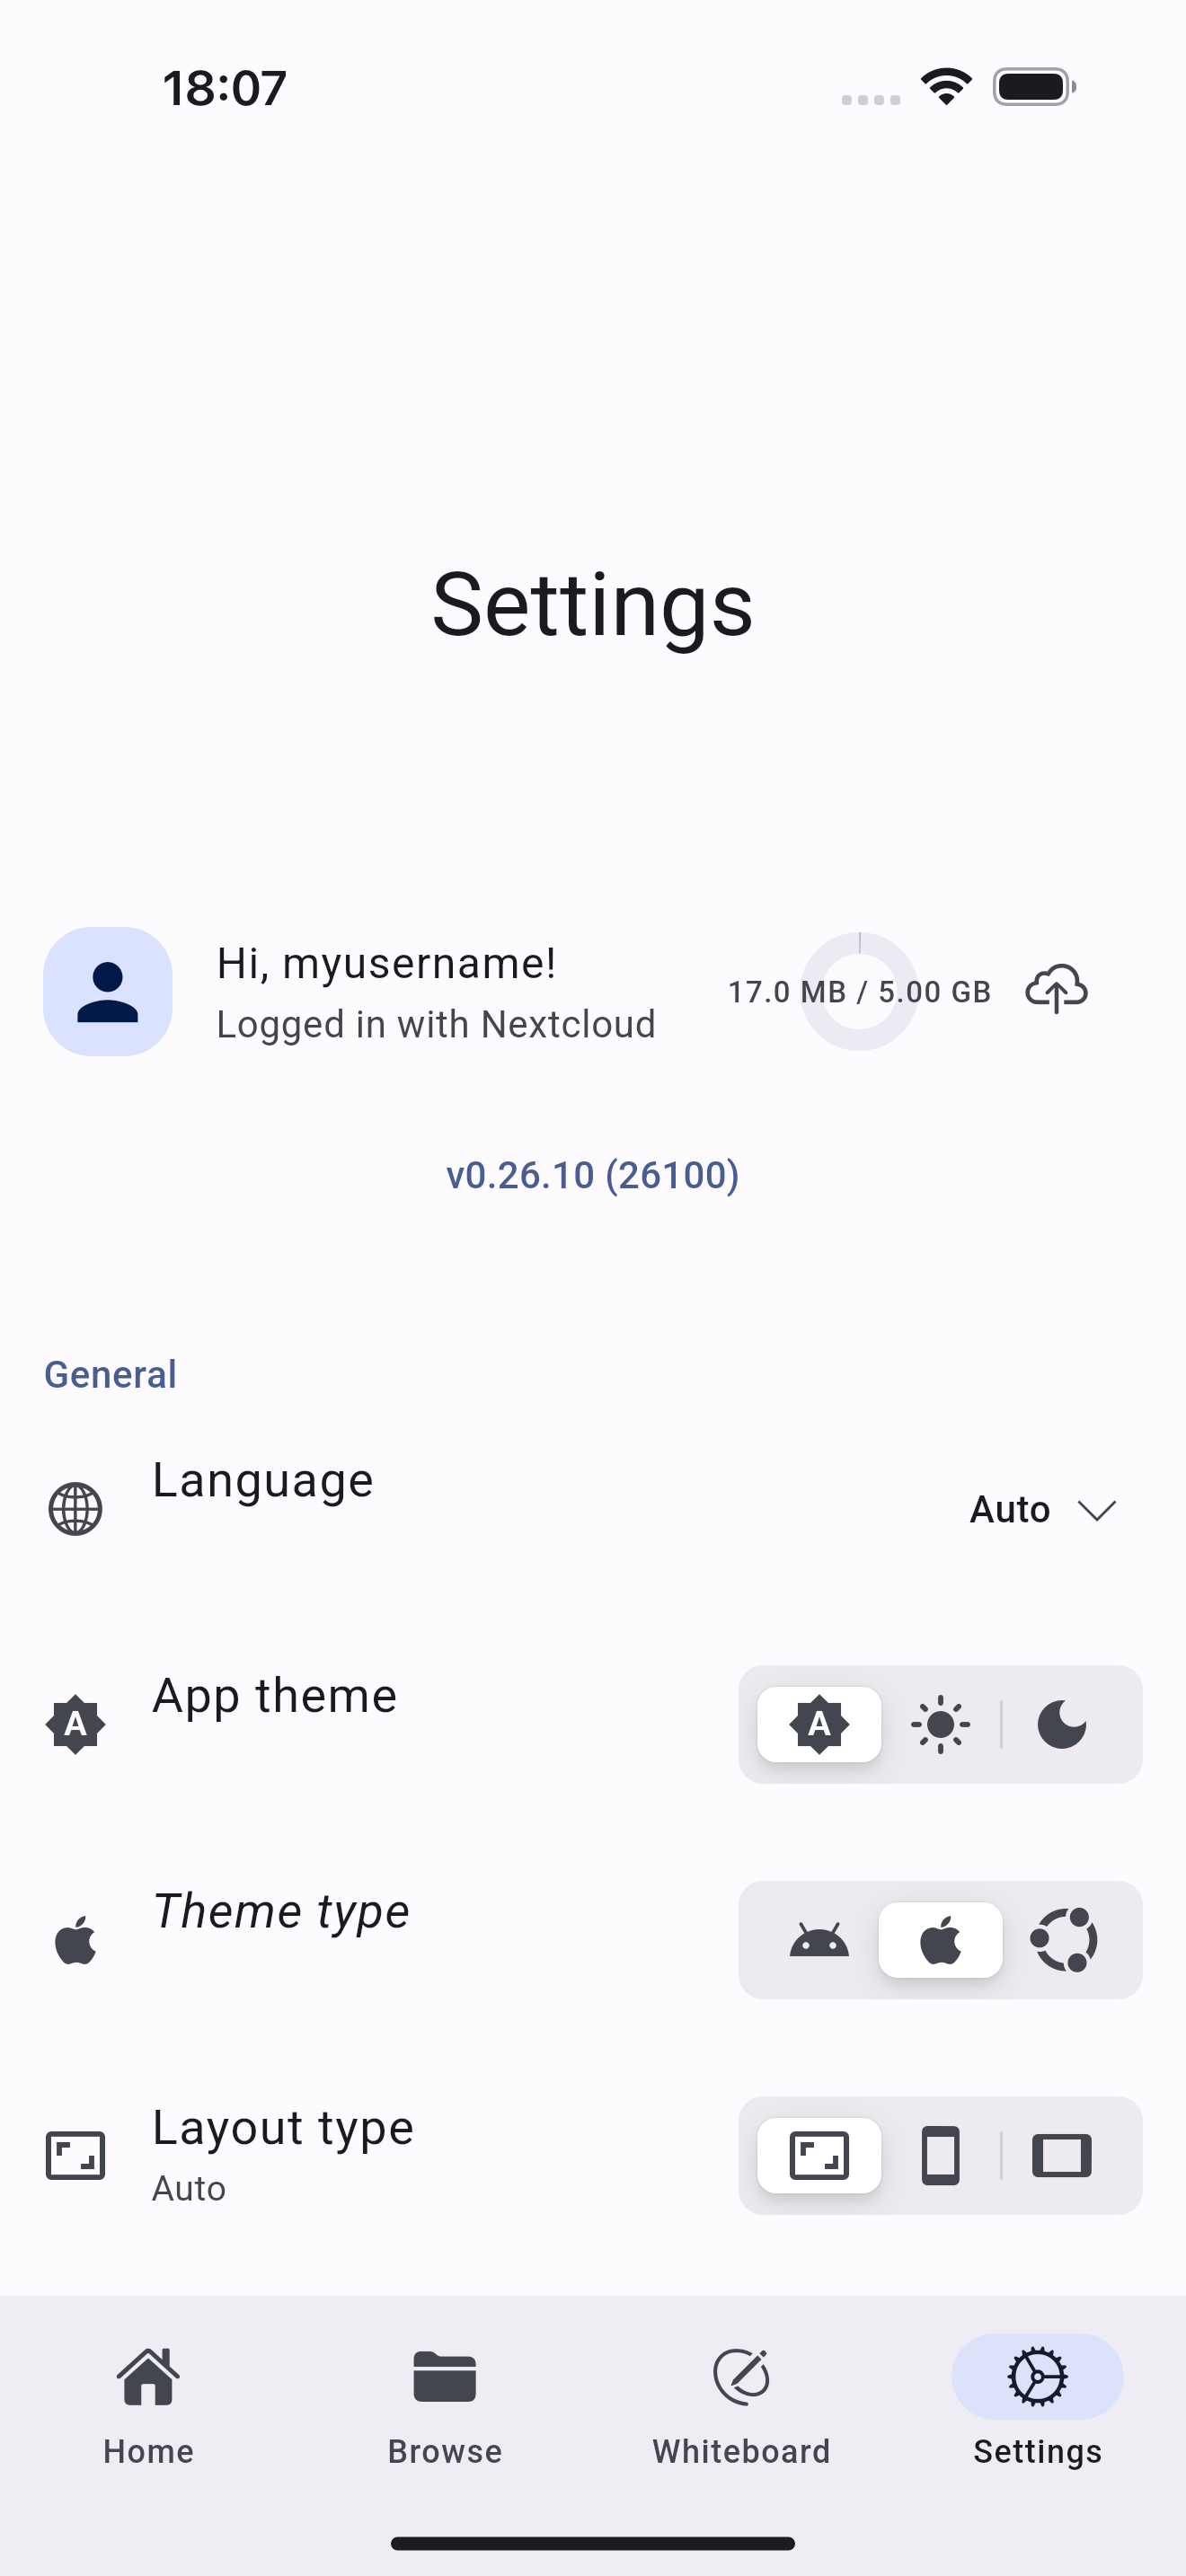 18:07
Settings
Hi, myusername!
Logged in with Nextcloud
17.0 MB / 5.00 GB
v0.26.10 (26100)
General
Language
Auto
A
App theme
A
Theme type
Layout type
Auto
Home
Browse
Whiteboard
Settings